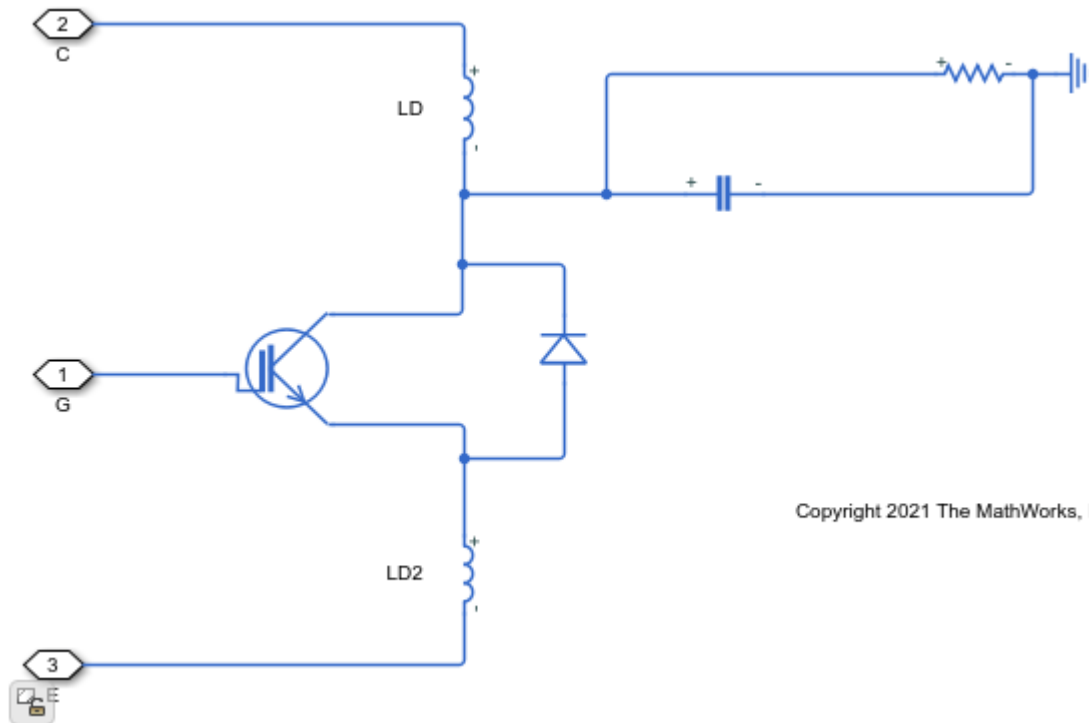 2
C
+
-
LD
-
+
+
-
1
G
Copyright 2021 The MathWorks,
+
LD2
-
3
E